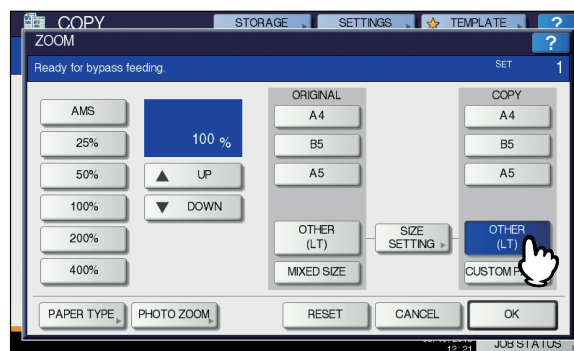 COPY
STORAGE
SETTINGS
TEMPLATE
?
ZOOM
?
Ready for bypass feeding.
SET 1
ORIGINAL
COPY
AMS
25%
50%
100%
200%
400%
100 %
UP
DOWN
A4
B5
A5
OTHER
(LT)
MIXED SIZE
SIZE
SETTING
A4
B5
A5
OTHER
(LT)
CUSTOM
PAPER TYPE
PHOTO ZOOM
RESET
CANCEL
OK
12:21
JOB STATUS